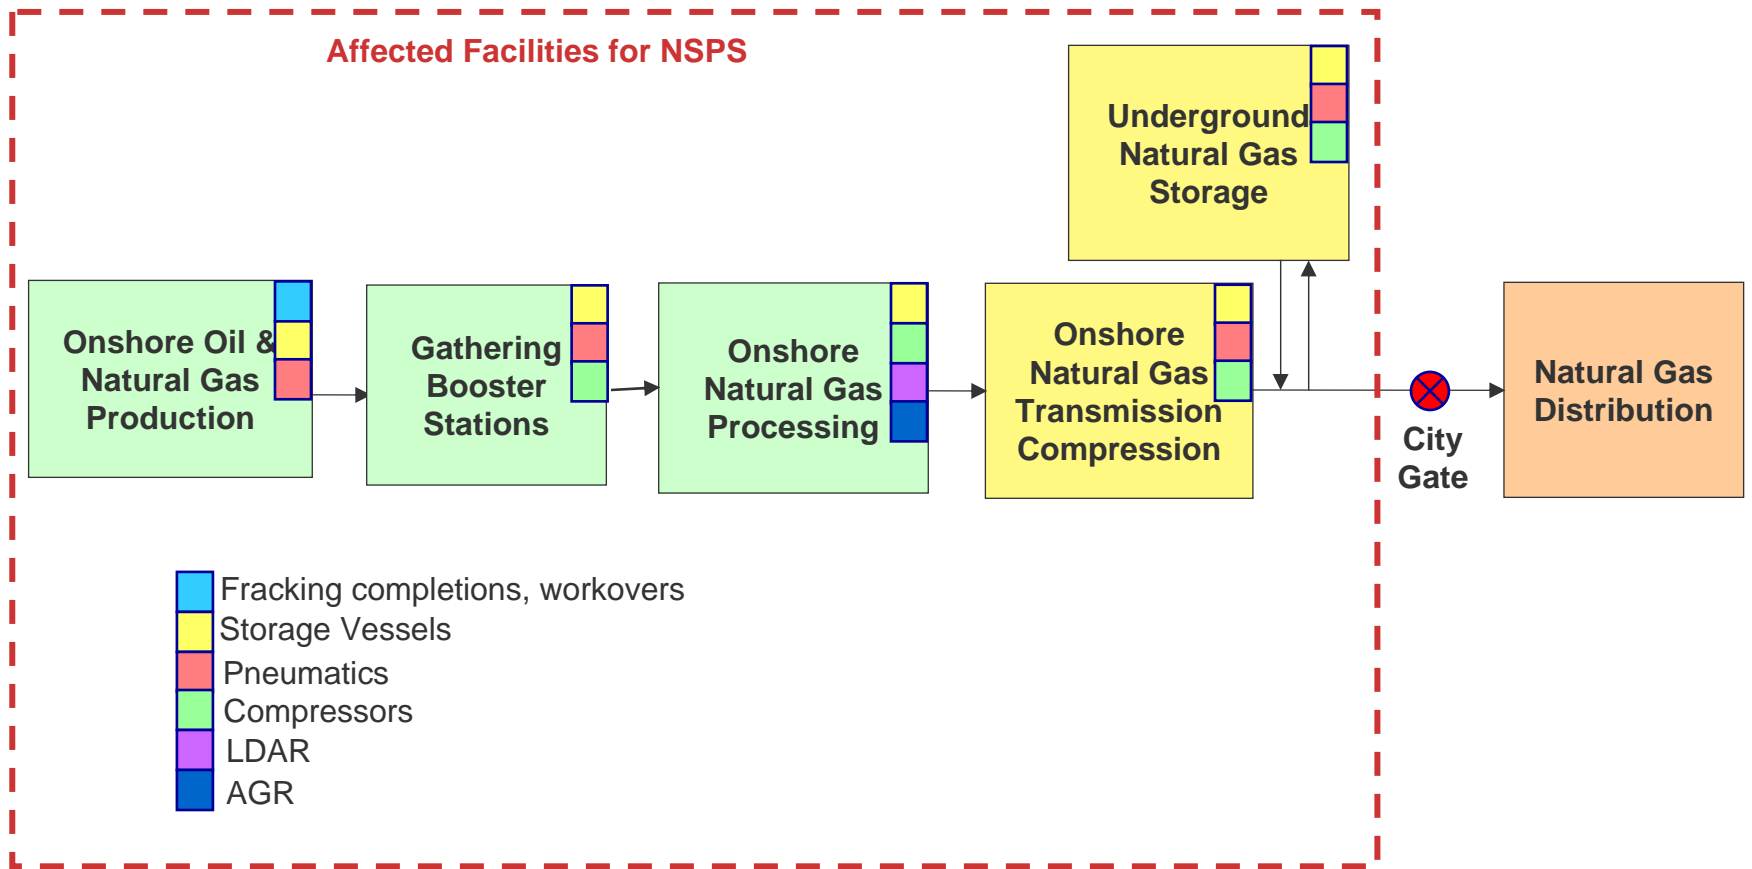 Affected Facilities for NSPS
Underground
Natural Gas
Storage
Onshore Oil &
Natural Gas
Production
Gathering
Booster
Stations
Onshore
Natural Gas
Processing
Onshore
Natural Gas
Transmission
Compression
City
Gate
Natural Gas
Distribution
Fracking completions, workovers
Storage Vessels
Pneumatics
Compressors
LDAR
AGR